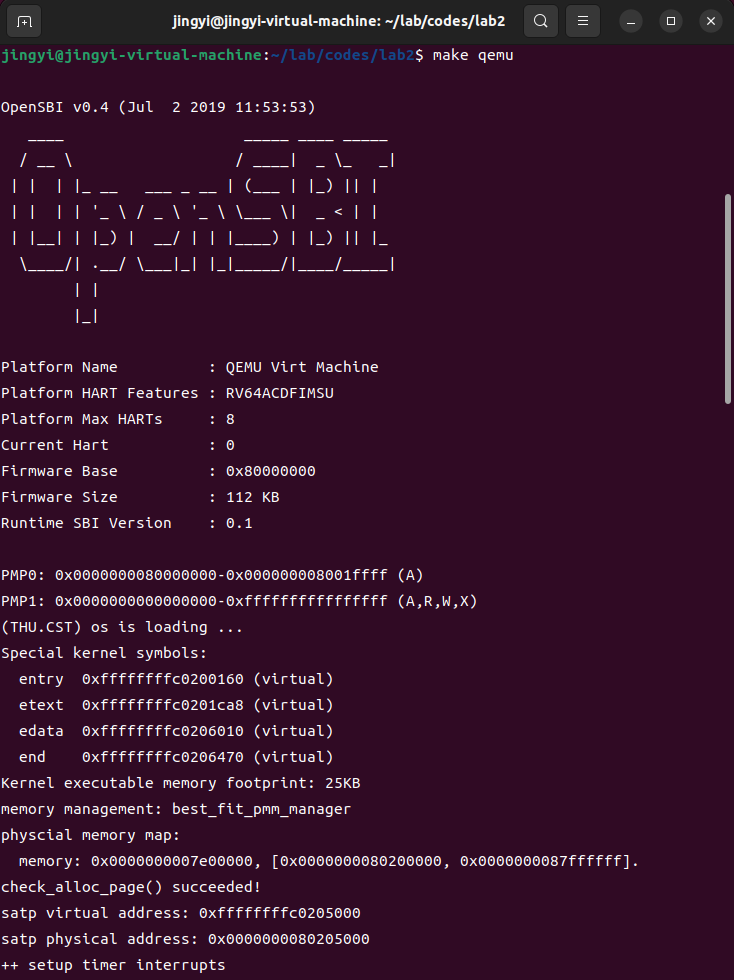 jingyi@jingyi-virtual-machine: ~/lab/codes/lab2
jingyi@jingyi-virtual-machine:~/lab/codes/lab2$ make qemu
OpenSBI v0.4 (Jul  2 2019 11:53:53)
   ____                    _____ ____ _____
  / __ \                  / ____|  _ \_   _|
 | |  | |_ __   ___ _ __ | (___ | |_) || |
 | |  | | '_ \ / _ \ '_ \ \___ \|  _ < | |
 | |__| | |_) |  __/ | | |____) | |_) || |_
  \____/| .__/ \___|_| |_|_____/|____/_____|
        | |
        |_|
Platform Name          : QEMU Virt Machine
Platform HART Features : RV64ACDFIMSU
Platform Max HARTs     : 8
Current Hart           : 0
Firmware Base          : 0x80000000
Firmware Size          : 112 KB
Runtime SBI Version    : 0.1
PMP0: 0x0000000080000000-0x000000008001ffff (A)
PMP1: 0x0000000000000000-0xffffffffffffffff (A,R,W,X)
(THU.CST) os is loading ...
Special kernel symbols:
  entry  0xffffffffc0200160 (virtual)
  etext  0xffffffffc0201ca8 (virtual)
  edata  0xffffffffc0206010 (virtual)
  end    0xffffffffc0206470 (virtual)
Kernel executable memory footprint: 25KB
memory management: best_fit_pmm_manager
physcial memory map:
  memory: 0x0000000007e00000, [0x0000000080200000, 0x0000000087ffffff].
check_alloc_page() succeeded!
satp virtual address: 0xffffffffc0205000
satp physical address: 0x0000000080205000
++ setup timer interrupts